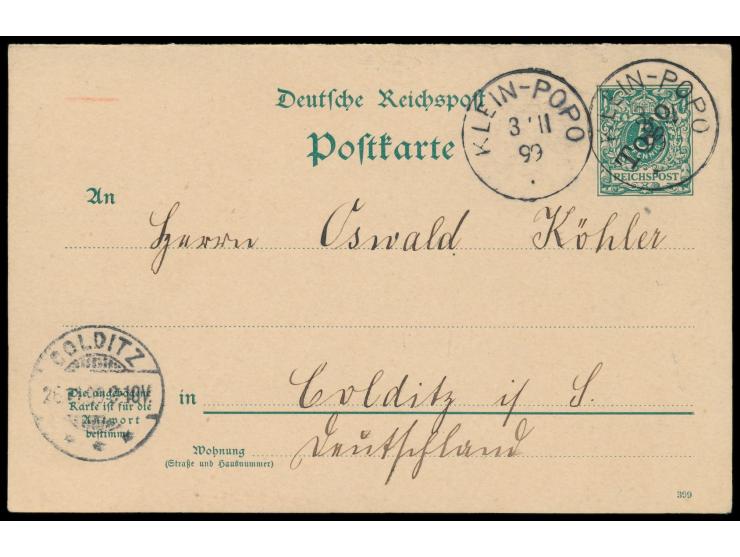 Deutsche Reichspost
Postkarte
KLEIN-POPO
3 11
99
KLEIN-POPO
Togo
REICHSPOST
An
Herrn Oswald Köhler
COLDITZ
Die angebogene
Karte ist für die
Antwort
bestimmt
in Colditz i/S.
Deutschland
Wohnung
(Straße und Hausnummer)
399